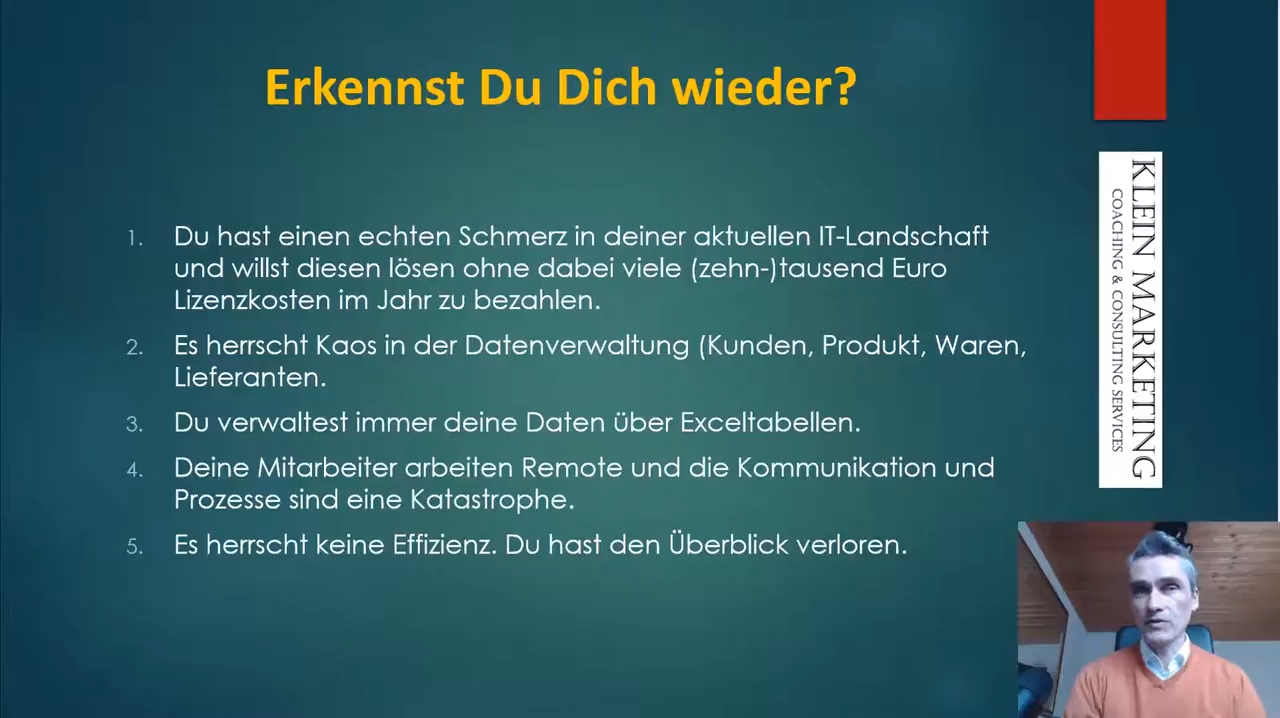 Erkennst Du Dich wieder?
1. Du hast einen echten Schmerz in deiner aktuellen IT-Landschaft
und willst diesen lösen ohne dabei viele (zehn-)tausend Euro
Lizenzkosten im Jahr zu bezahlen.
2. Es herrscht Kaos in der Datenverwaltung (Kunden, Produkt, Waren,
Lieferanten.
3. Du verwaltest immer deine Daten über Exceltabellen.
4. Deine Mitarbeiter arbeiten Remote und die Kommunikation und
Prozesse sind eine Katastrophe.
5. Es herrscht keine Effizienz. Du hast den Überblick verloren.
KLEIN MARKETING
COACHING & CONSULTING SERVICES